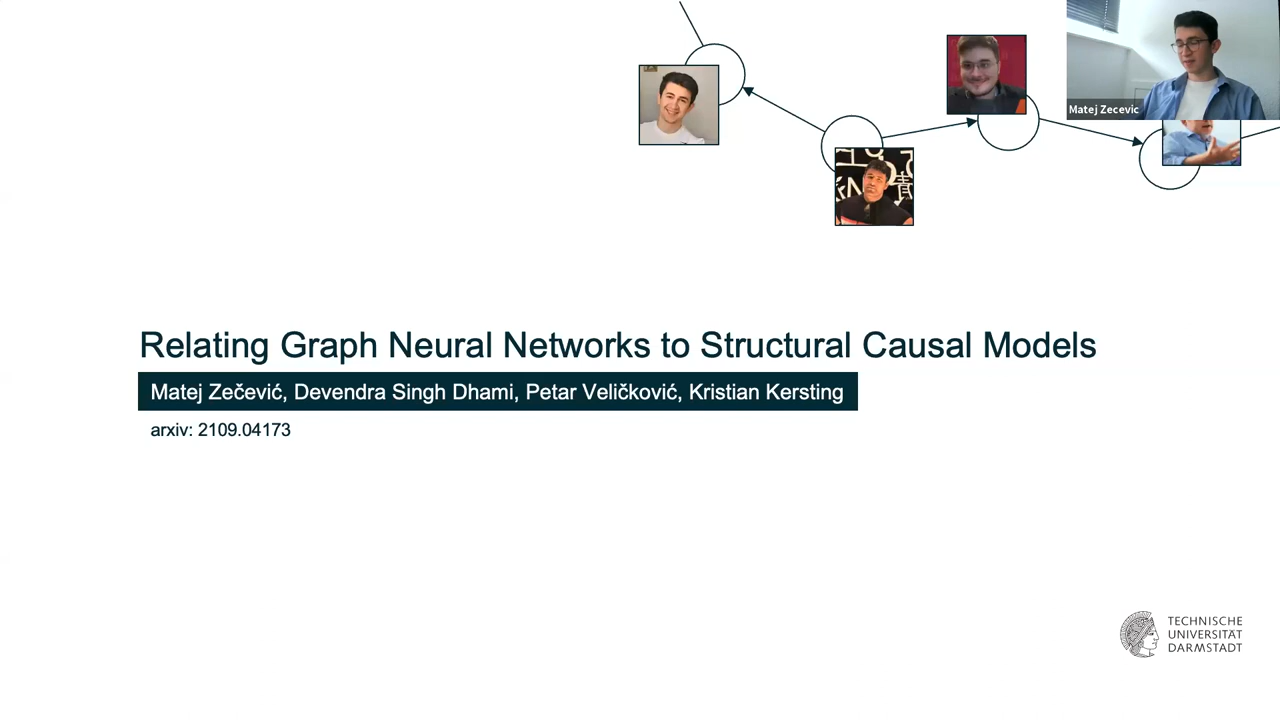 Matej Zecevic
Relating Graph Neural Networks to Structural Causal Models
Matej Zečević, Devendra Singh Dhami, Petar Veličković, Kristian Kersting
arxiv: 2109.04173
TECHNISCHE
UNIVERSITÄT
DARMSTADT